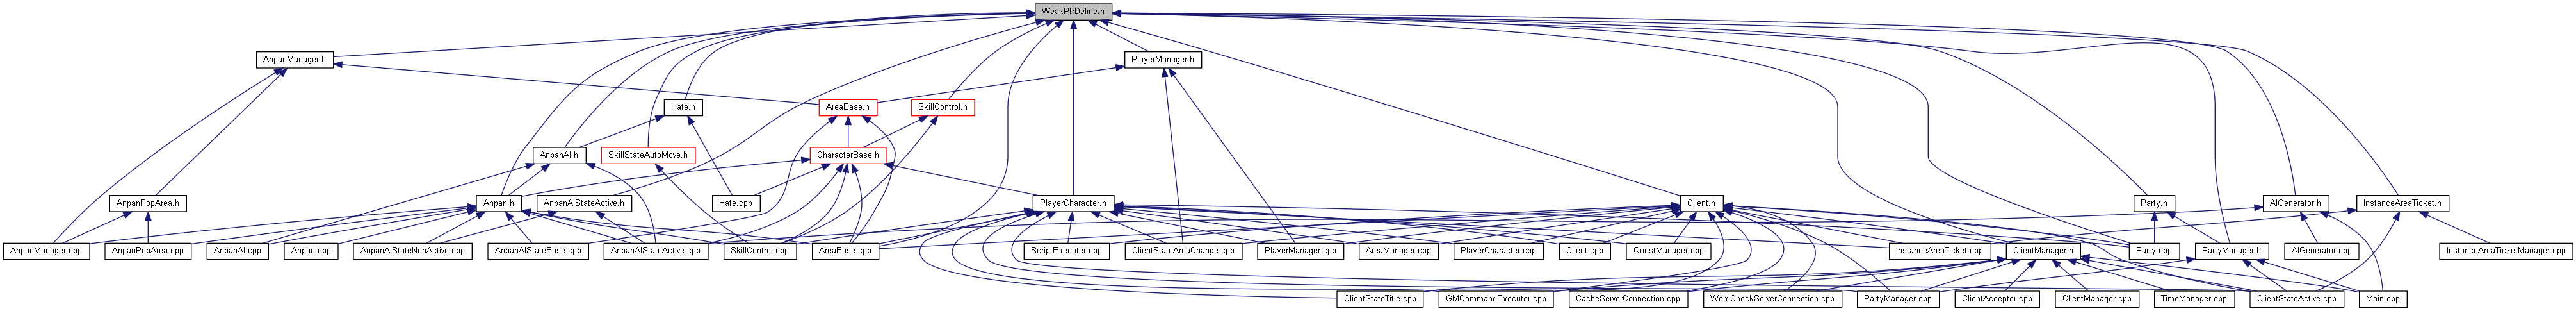 WeakPtrDefine.h
AnpanManager.h
PlayerManager.h
Hate.h
AreaBase.h
SkillControl.h
AnpanAI.h
SkillStateAutoMove.h
CharacterBase.h
AnpanPopArea.h
Anpan.h
AnpanAIStateActive.h
PlayerCharacter.h
Client.h
Party.h
AIGenerator.h
InstanceAreaTicket.h
AnpanManager.cpp
AnpanPopArea.cpp
AnpanAI.cpp
Anpan.cpp
AnpanAIStateNonActive.cpp
AnpanAIStateBase.cpp
AnpanAIStateActive.cpp
Hate.cpp
SkillControl.cpp
AreaBase.cpp
ScriptExecuter.cpp
ClientStateAreaChange.cpp
PlayerManager.cpp
AreaManager.cpp
PlayerCharacter.cpp
Client.cpp
QuestManager.cpp
InstanceAreaTicket.cpp
ClientManager.h
Party.cpp
PartyManager.h
AIGenerator.cpp
InstanceAreaTicketManager.cpp
ClientStateTitle.cpp
GMCommandExecuter.cpp
CacheServerConnection.cpp
WordCheckServerConnection.cpp
PartyManager.cpp
ClientAcceptor.cpp
ClientManager.cpp
TimeManager.cpp
ClientStateActive.cpp
Main.cpp